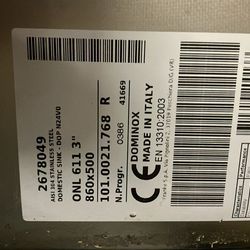 2678049
AISI 304 STAINLESS STEEL
DOMESTIC SINK - DOP N24V0
ONL 611 3"
860x500
101.0021.768 R
N.Progr. 0386 41669
CE
DOMINOX
MADE IN ITALY
EN 13310:2003